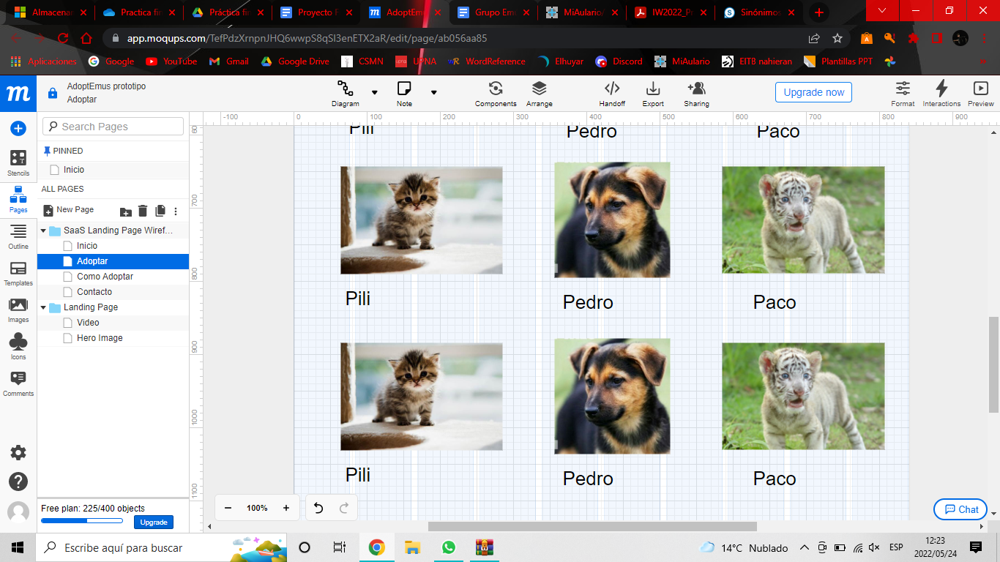 Almacenar
Practica fin
Práctica fin
Proyecto F
AdoptEmu
Grupo Emu
MiAulario/
IW2022_Pr
Sinónimos
app.moqups.com/TefPdzXrnpnJHQ6wwpS8qSl3enETX2aR/edit/page/ab056aa85
Aplicaciones
Google
YouTube
Gmail
Google Drive
CSMN
UPNA
WordReference
Elhuyar
Discord
MiAulario
EITB nahieran
Plantillas PPT
AdoptEmus prototipo
Adoptar
Diagram
Note
Components
Arrange
Handoff
Export
Sharing
Upgrade now
Format
Interactions
Preview
Stencils
Pages
Outline
Templates
Images
Icons
Comments
Search Pages
PINNED
Inicio
ALL PAGES
New Page
SaaS Landing Page Wiref...
Inicio
Adoptar
Como Adoptar
Contacto
Landing Page
Video
Hero Image
Free plan: 225/400 objects
Upgrade
-100 0 100 200 300 400 500 600 700 800 900
700
800
900
1000
1100
Pili
Pedro
Paco
Pili
Pedro
Paco
Pili
Pedro
Paco
100%
Chat
Escribe aquí para buscar
14°C Nublado
ESP
12:23
2022/05/24